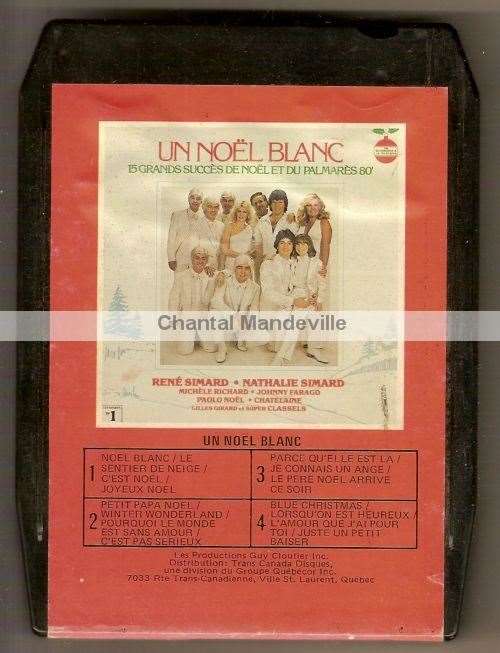 UN NOËL BLANC
15 GRANDS SUCCÈS DE NOËL ET DU PALMARÈS 80'
Chantal Mandeville
RENÉ SIMARD • NATHALIE SIMARD
MICHÈLE RICHARD • JOHNNY FARAGO
PAOLO NOËL • CHATELAINE
GILLES GIRARD et SUPER CLASSELS
1
UN NOEL BLANC
1 NOEL BLANC / LE
SENTIER DE NEIGE /
C'EST NOEL /
JOYEUX NOEL
2 PETIT PAPA NOEL /
WINTER WONDERLAND /
POURQUOI LE MONDE
EST SANS AMOUR /
C'EST PAS SERIEUX
3 PARCE QU'ELLE EST LA /
JE CONNAIS UN ANGE /
LE PERE NOEL ARRIVE
CE SOIR
4 BLUE CHRISTMAS /
LORSQU'ON EST HEUREUX /
L'AMOUR QUE J'AI POUR
TOI / JUSTE UN PETIT
BAISER
Les Productions Guy Cloutier Inc.
Distribution: Trans Canada Disques,
une division du Groupe Québecor Inc.
7033 Rte Trans-Canadienne, Ville St. Laurent, Quebec